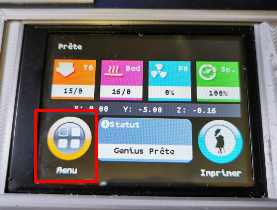 Prête
T0 Bed F0 Sp.
15/0 16/0 0% 100%
X: 0.00 Y: -5.00 Z: -0.16
Statut
Genius Prête
Menu Imprimer